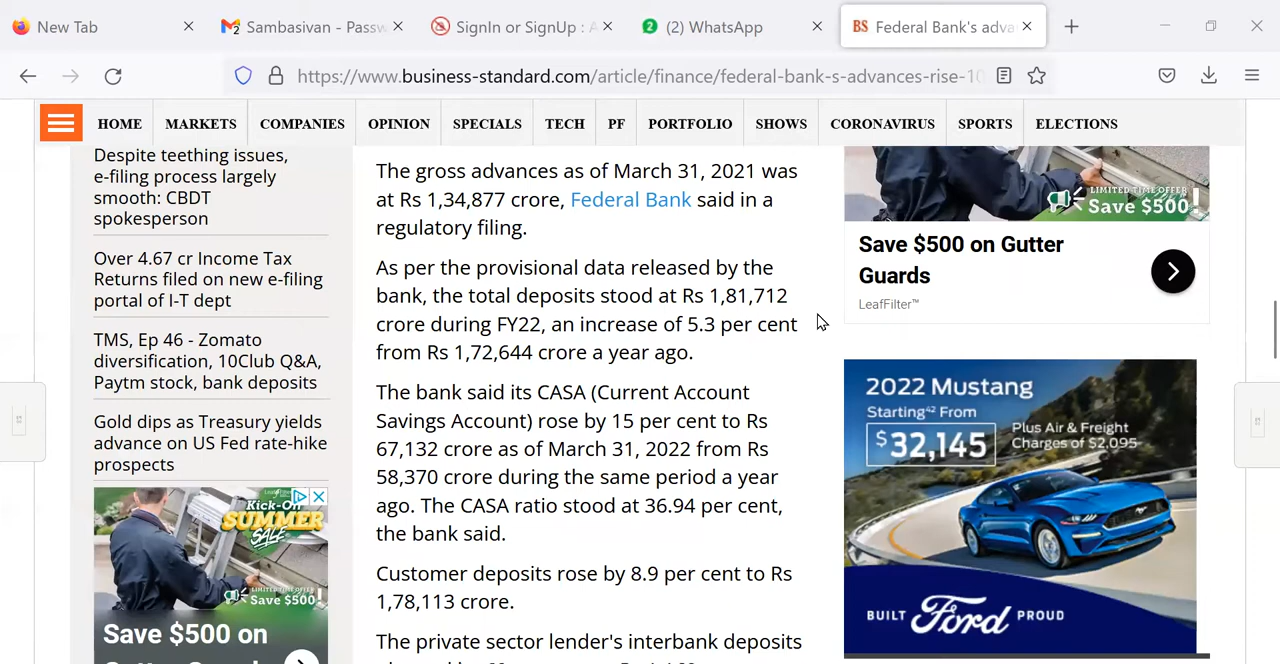 New Tab
Sambasivan - Passw
SignIn or SignUp : A
(2) WhatsApp
BS Federal Bank's adva
https://www.business-standard.com/article/finance/federal-bank-s-advances-rise-10
HOME MARKETS COMPANIES OPINION SPECIALS TECH PF PORTFOLIO SHOWS CORONAVIRUS SPORTS ELECTIONS
Despite teething issues,
e-filing process largely
smooth: CBDT
spokesperson
Over 4.67 cr Income Tax
Returns filed on new e-filing
portal of I-T dept
TMS, Ep 46 - Zomato
diversification, 10Club Q&A,
Paytm stock, bank deposits
Gold dips as Treasury yields
advance on US Fed rate-hike
prospects
Kick-Off
SUMMER
SALE
LIMITED TIME OFFER
Save $500!
Save $500 on
The gross advances as of March 31, 2021 was
at Rs 1,34,877 crore, Federal Bank said in a
regulatory filing.
As per the provisional data released by the
bank, the total deposits stood at Rs 1,81,712
crore during FY22, an increase of 5.3 per cent
from Rs 1,72,644 crore a year ago.
The bank said its CASA (Current Account
Savings Account) rose by 15 per cent to Rs
67,132 crore as of March 31, 2022 from Rs
58,370 crore during the same period a year
ago. The CASA ratio stood at 36.94 per cent,
the bank said.
Customer deposits rose by 8.9 per cent to Rs
1,78,113 crore.
The private sector lender's interbank deposits
LIMITED TIME OFFER
Save $500!
Save $500 on Gutter
Guards
LeafFilter™
2022 Mustang
Starting42 From
$32,145
Plus Air & Freight
Charges of $2,095
BUILT Ford PROUD